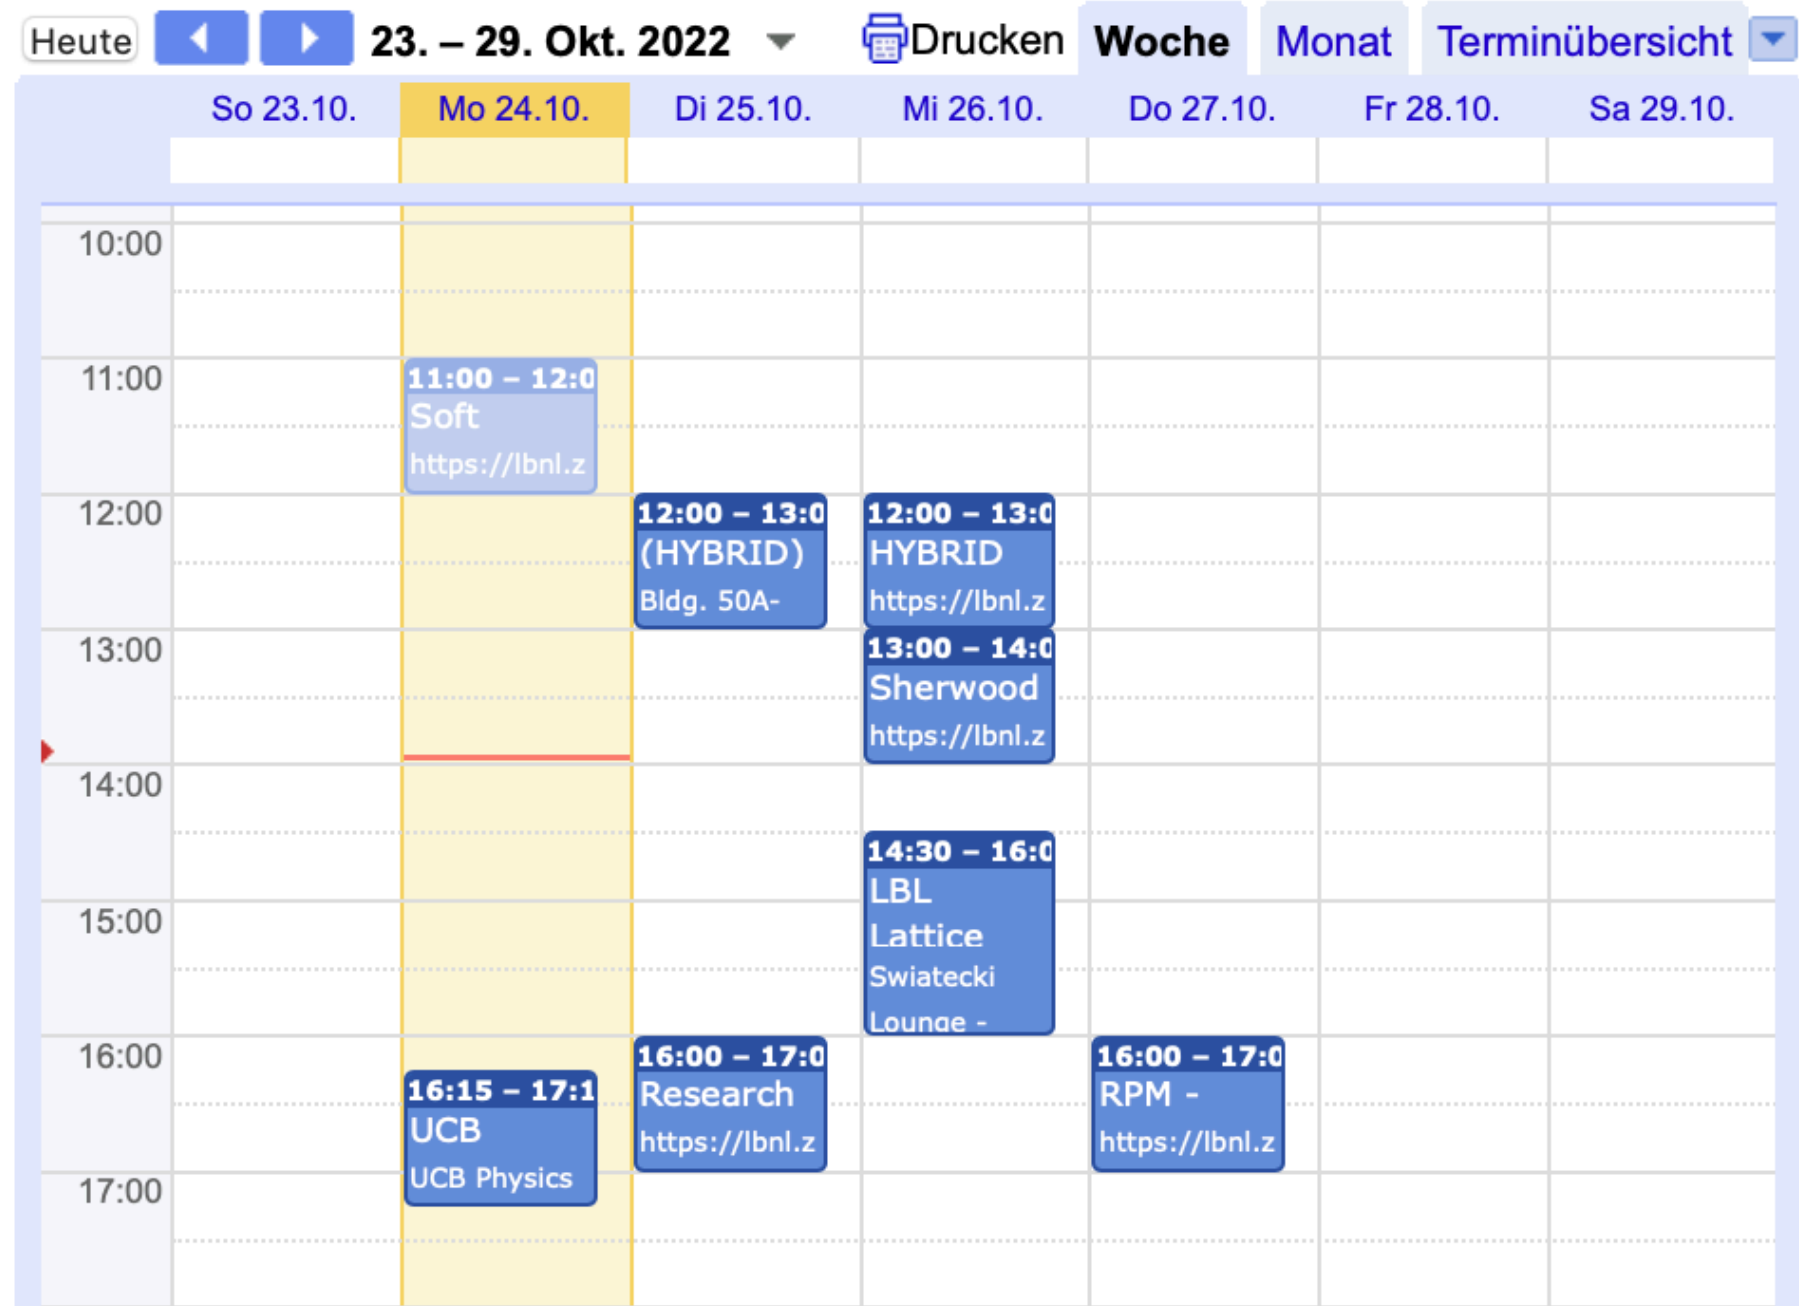 Heute 23. – 29. Okt. 2022 Drucken Woche Monat Terminübersicht
So 23.10. Mo 24.10. Di 25.10. Mi 26.10. Do 27.10. Fr 28.10. Sa 29.10.
10:00
11:00
11:00 – 12:0
Soft
https://lbnl.z
12:00
12:00 – 13:0
(HYBRID)
Bldg. 50A-
12:00 – 13:0
HYBRID
https://lbnl.z
13:00
13:00 – 14:0
Sherwood
https://lbnl.z
14:00
14:30 – 16:0
LBL
Lattice
Swiatecki
Lounge -
15:00
16:00
16:15 – 17:1
UCB
UCB Physics
16:00 – 17:0
Research
https://lbnl.z
16:00 – 17:0
RPM -
https://lbnl.z
17:00